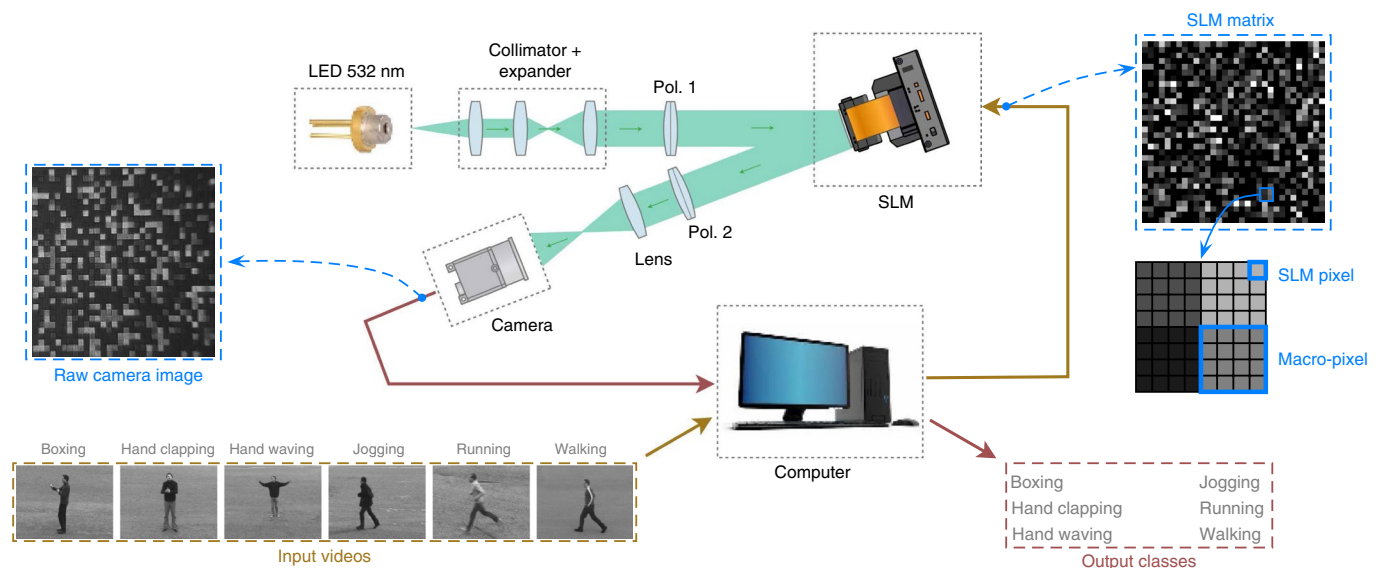 SLM matrix
Collimator +
expander
LED 532 nm
Pol. 1
SLM
Pol. 2
Lens
SLM pixel
Camera
Macro-pixel
Raw camera image
Boxing
Hand clapping
Hand waving
Jogging
Running
Walking
Computer
Boxing
Jogging
Hand clapping
Running
Hand waving
Walking
Input videos
Output classes